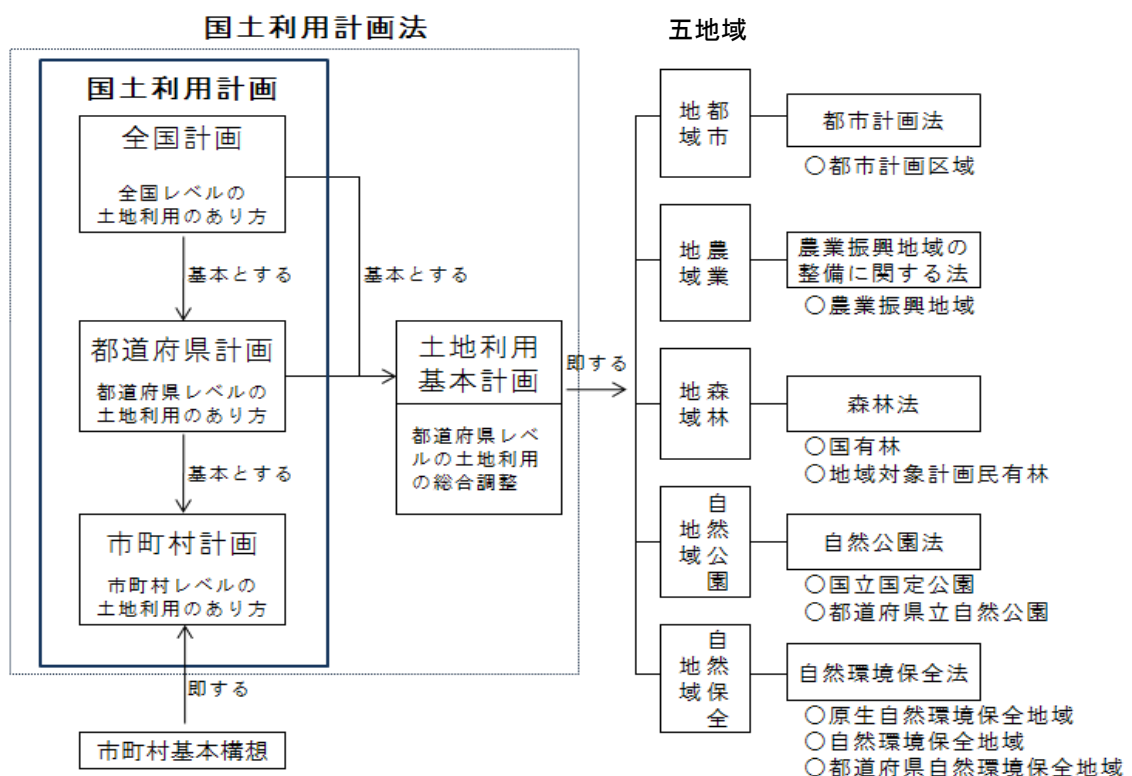 国土利用計画法
国土利用計画
全国計画
全国レベルの
土地利用のあり方
基本とする
基本とする
都道府県計画
都道府県レベルの
土地利用のあり方
基本とする
市町村計画
市町村レベルの
土地利用のあり方
即する
市町村基本構想
土地利用
基本計画
都道府県レベ
ルの土地利用
の総合調整
即する
五地域
都市
地域
都市計画法
○都市計画区域
農業
地域
農業振興地域の
整備に関する法
○農業振興地域
森林
地域
森林法
○国有林
○地域対象計画民有林
自然公園
地域
自然公園法
○国立国定公園
○都道府県立自然公園
自然保全
地域
自然環境保全法
○原生自然環境保全地域
○自然環境保全地域
○都道府県自然環境保全地域